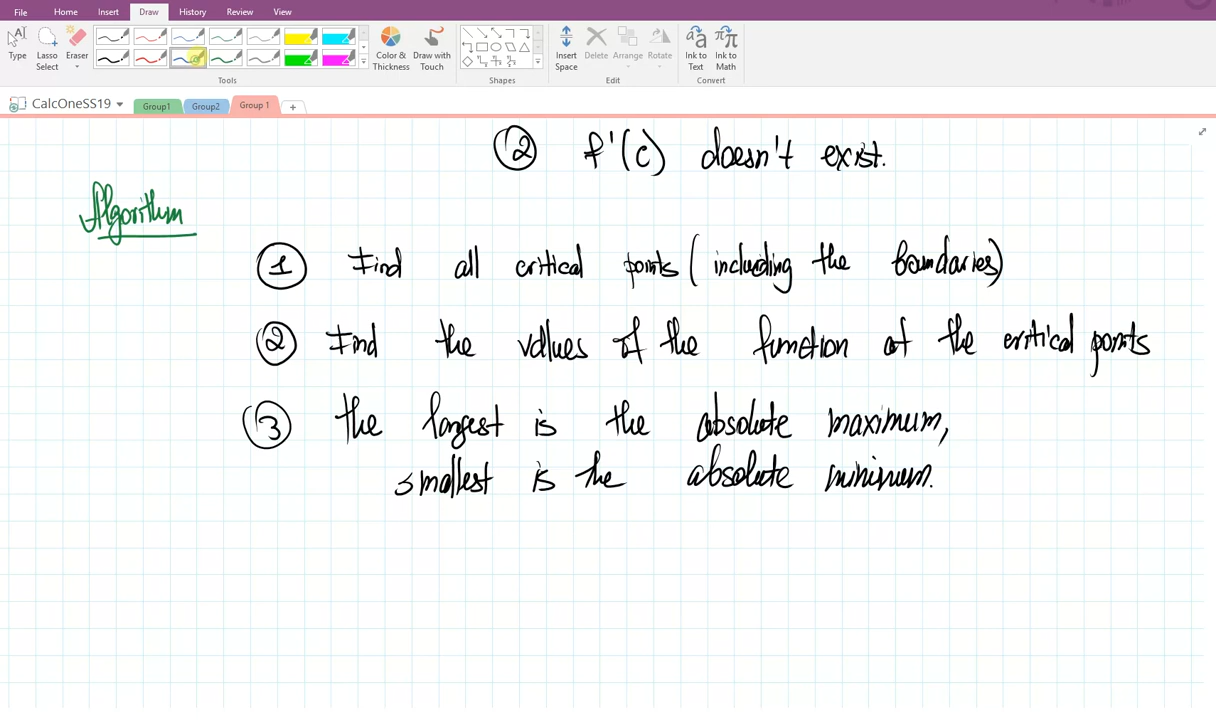 File Home Insert Draw History Review View
Type Lasso Select Eraser Color & Thickness Draw with Touch Insert Space Delete Arrange Rotate Ink to Text Ink to Math
Tools Shapes Edit Convert
CalcOneSS19 Group1 Group2 Group 1
② f'(c) doesn't exist.
Algorithm
① Find all critical points (including the boundaries)
② Find the values of the function at the critical points
③ the largest is the absolute maximum,
smallest is the absolute minimum.